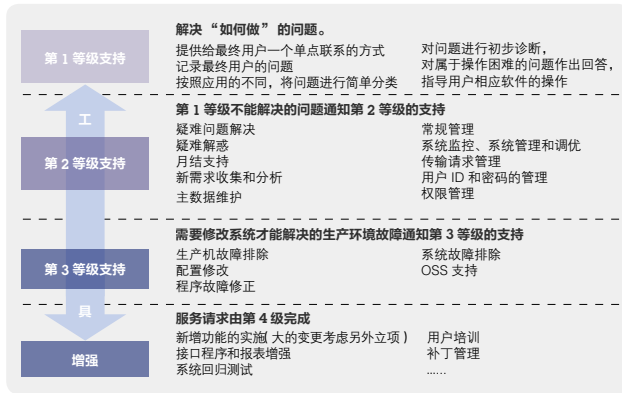 解决 “如何做” 的问题。
第 1 等级支持
提供给最终用户一个单点联系的方式
记录最终用户的问题
按照应用的不同，将问题进行简单分类
对问题进行初步诊断，
对属于操作困难的问题作出回答，
指导用户相应软件的操作
工
第 1 等级不能解决的问题通知第 2 等级的支持
第 2 等级支持
疑难问题解决
疑难解惑
月结支持
新需求收集和分析
主数据维护
常规管理
系统监控、系统管理和调优
传输请求管理
用户 ID 和密码的管理
权限管理
需要修改系统才能解决的生产环境故障通知第 3 等级的支持
第 3 等级支持
生产机故障排除
配置修改
程序故障修正
系统故障排除
OSS 支持
具
服务请求由第 4 级完成
增强
新增功能的实施( 大的变更考虑另外立项 )
接口程序和报表增强
系统回归测试
用户培训
补丁管理
......